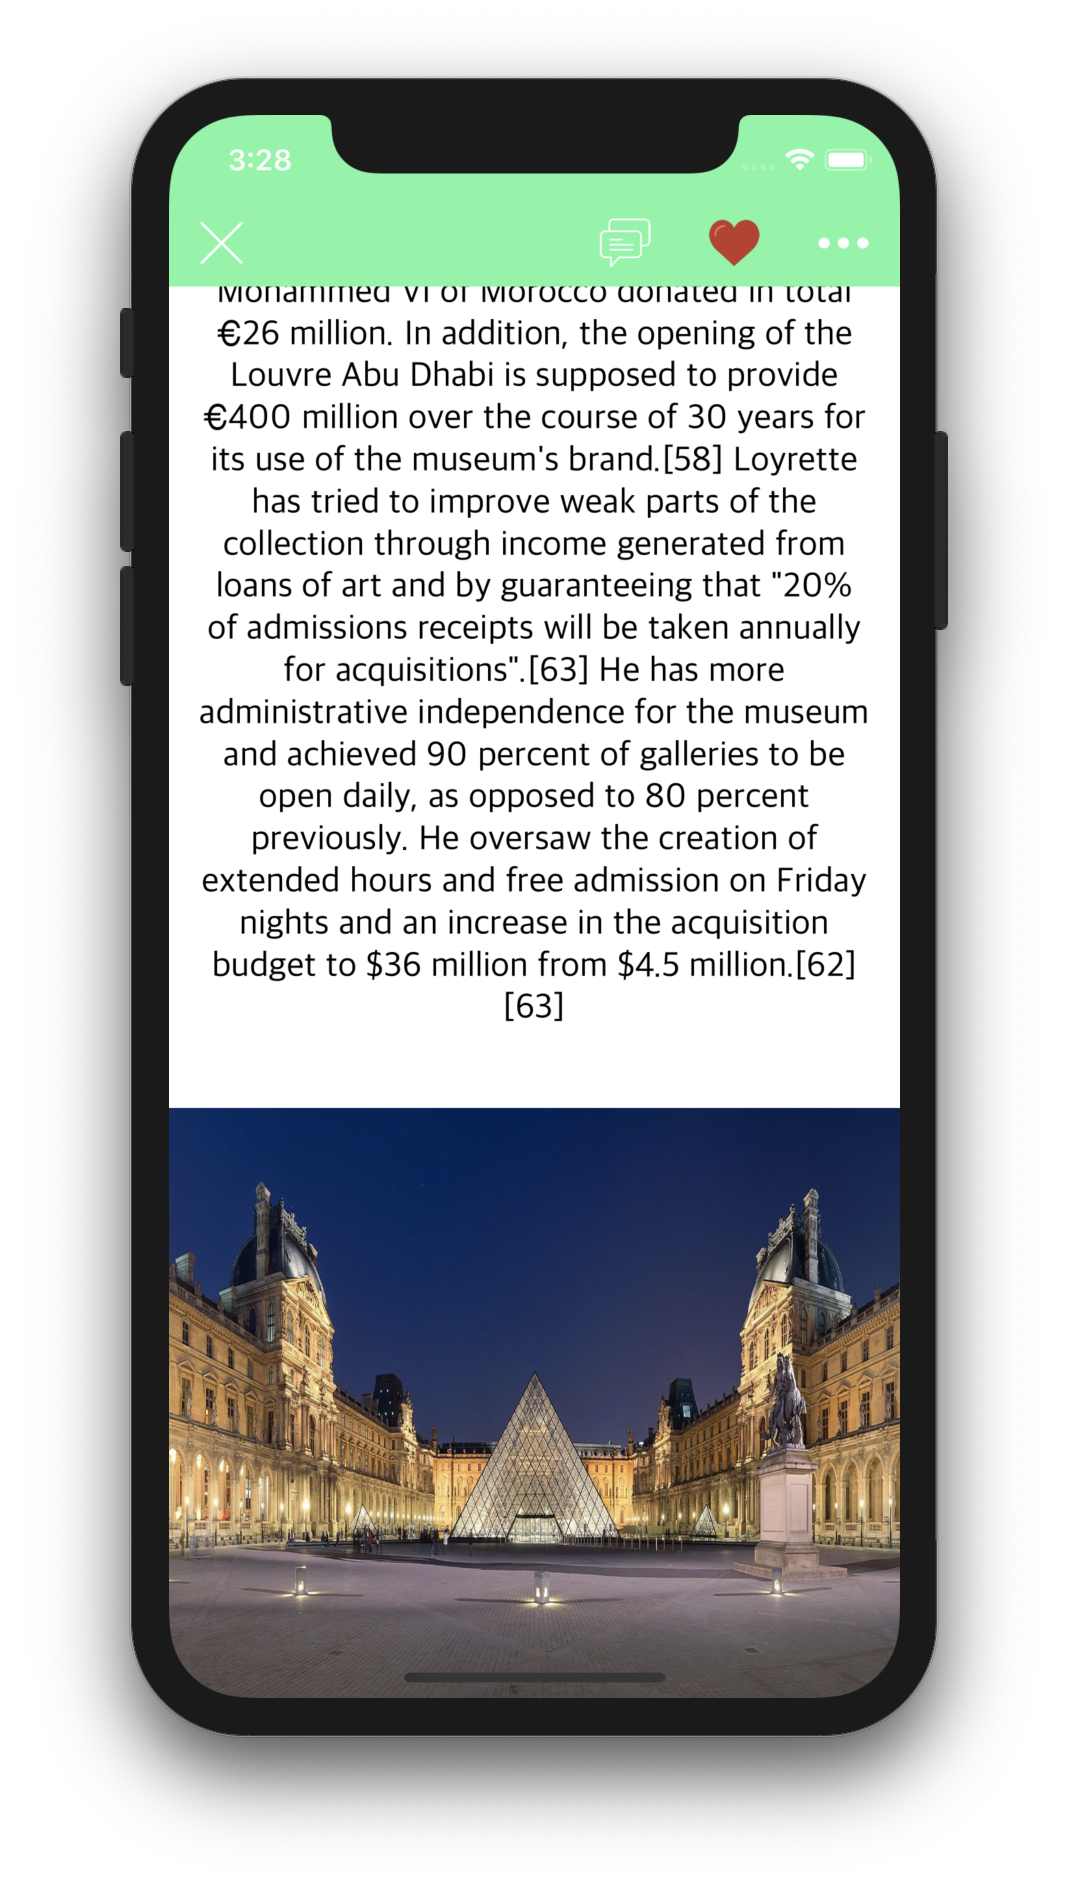 3:28
Mohammed VI of Morocco donated in total
€26 million. In addition, the opening of the
Louvre Abu Dhabi is supposed to provide
€400 million over the course of 30 years for
its use of the museum's brand.[58] Loyrette
has tried to improve weak parts of the
collection through income generated from
loans of art and by guaranteeing that "20%
of admissions receipts will be taken annually
for acquisitions".[63] He has more
administrative independence for the museum
and achieved 90 percent of galleries to be
open daily, as opposed to 80 percent
previously. He oversaw the creation of
extended hours and free admission on Friday
nights and an increase in the acquisition
budget to $36 million from $4.5 million.[62]
[63]